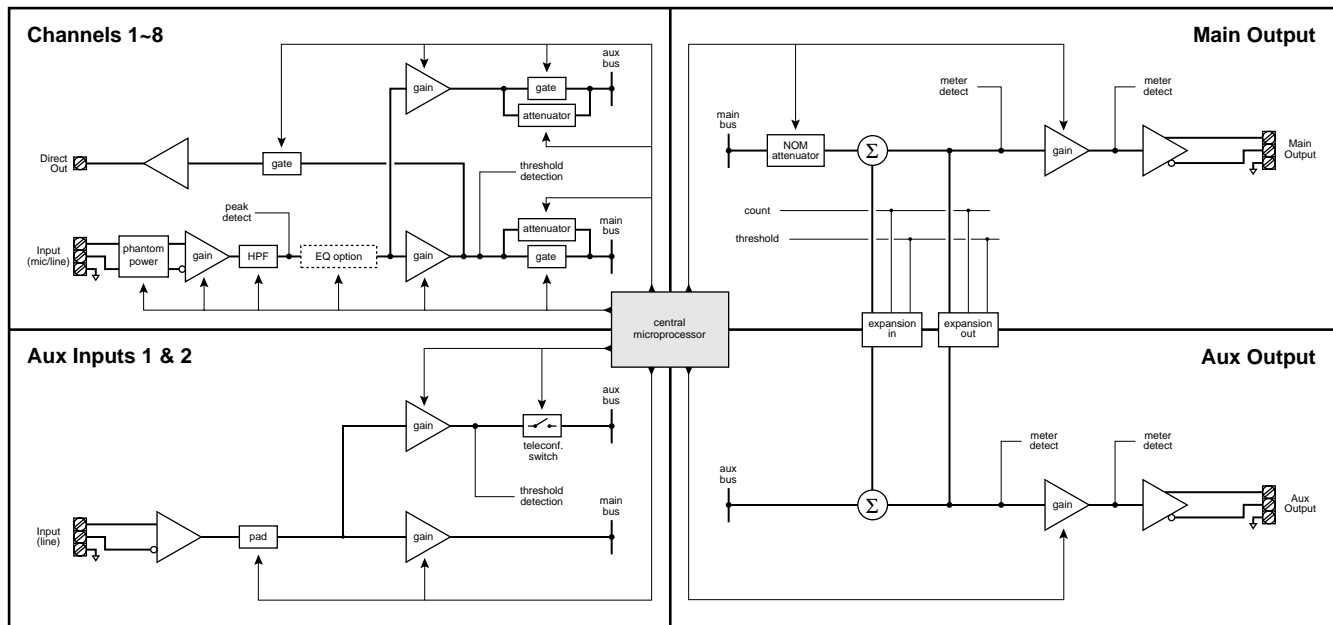 Channels 1~8
aux
bus
gain
gate
attenuator
Direct
Out
gate
threshold
detection
peak
detect
attenuator
main
bus
Input
(mic/line)
phantom
power
gain
HPF
EQ option
gain
gate
Main Output
meter
detect
meter
detect
main
bus
NOM
attenuator
Σ
gain
Main
Output
count
threshold
central
microprocessor
expansion
in
expansion
out
Aux Inputs 1 & 2
aux
bus
gain
teleconf.
switch
threshold
detection
main
bus
Input
(line)
pad
gain
Aux Output
meter
detect
meter
detect
aux
bus
Σ
gain
Aux
Output